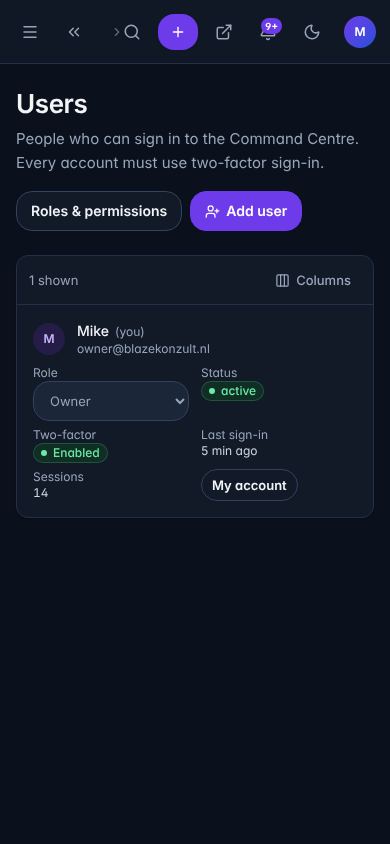 9+
M
Users
People who can sign in to the Command Centre.
Every account must use two-factor sign-in.
Roles & permissions
Add user
1 shown
Columns
M
Mike (you)
owner@blazekonzult.nl
Role
Status
Owner
active
Two-factor
Last sign-in
Enabled
5 min ago
Sessions
My account
14